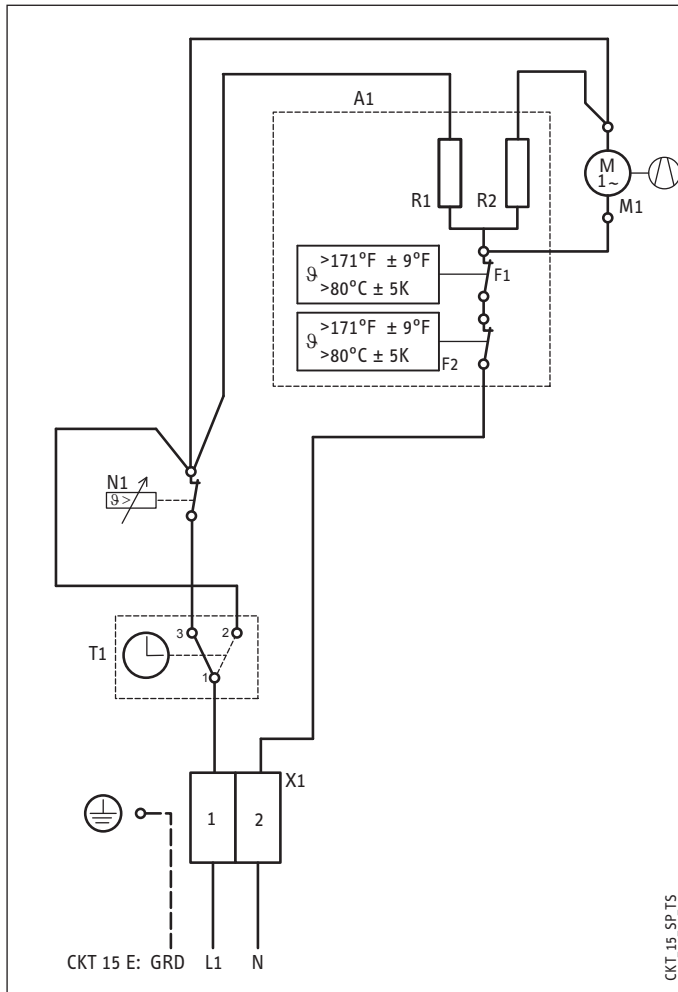 A1
R1
R2
M
1~
M1
ϑ >171°F ± 9°F
>80°C ± 5K
F1
ϑ >171°F ± 9°F
>80°C ± 5K
F2
N1
ϑ>
3
2
T1
1
X1
1
2
CKT 15 E: GRD L1 N
CKT_15_SP_TS